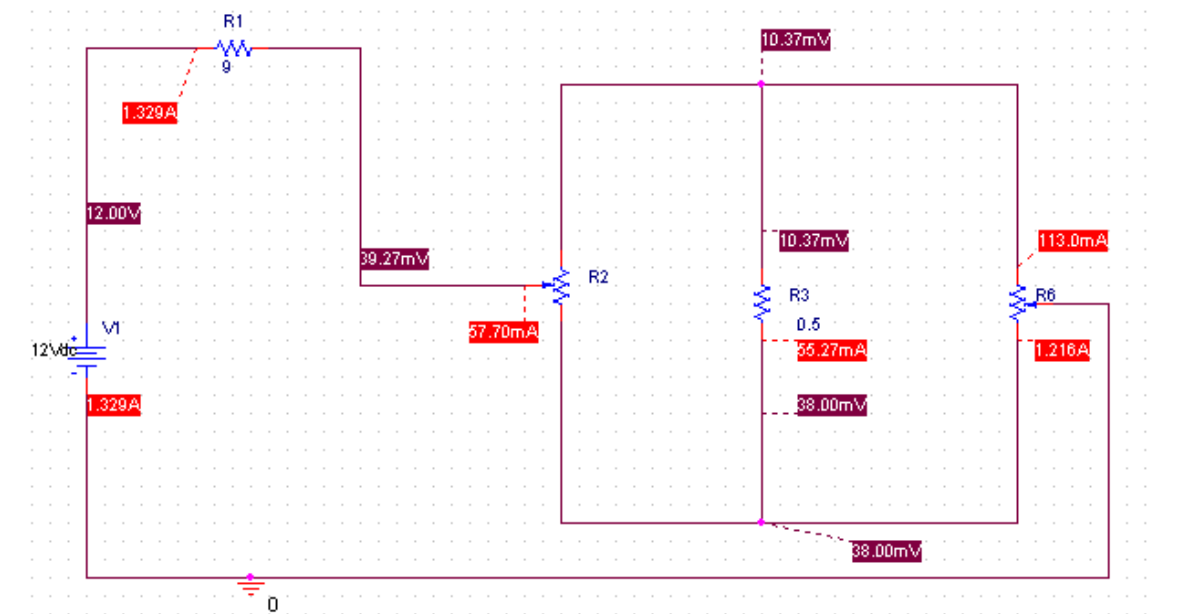 R1
9
10.37mV
1.329A
12.00V
39.27mV
10.37mV
113.0mA
R2
R3
R6
0.5
57.70mA
V1
12Vdc
55.27mA
1.216A
1.329A
38.00mV
38.00mV
0